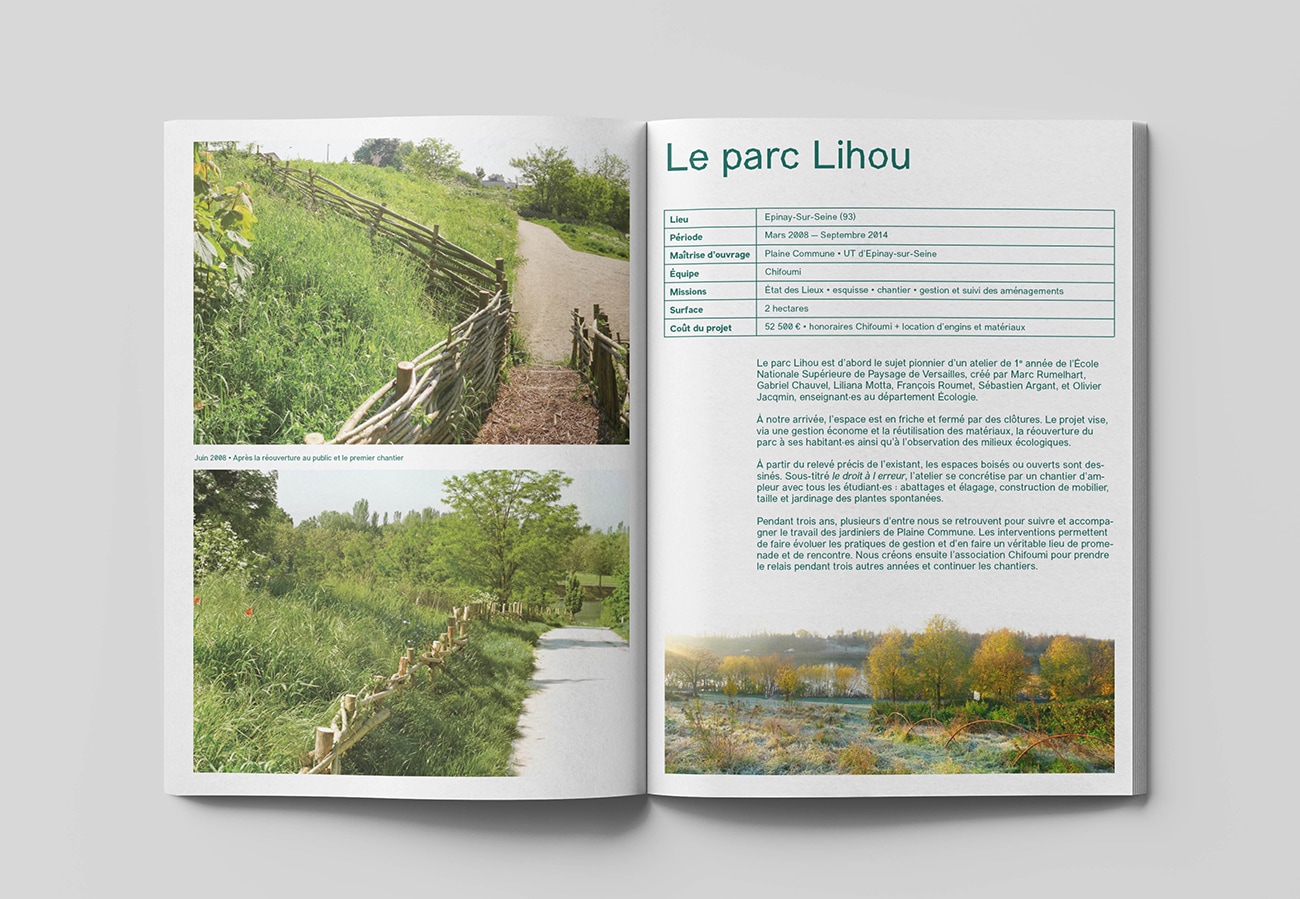 Juin 2008 • Après la réouverture au public et le premier chantier
Le parc Lihou
Lieu Epinay-Sur-Seine (93)
Période Mars 2008 — Septembre 2014
Maîtrise d'ouvrage Plaine Commune • UT d'Epinay-sur-Seine
Équipe Chifoumi
Missions État des Lieux • esquisse • chantier • gestion et suivi des aménagements
Surface 2 hectares
Coût du projet 52 500 € • honoraires Chifoumi + location d'engins et matériaux
Le parc Lihou est d'abord le sujet pionnier d'un atelier de 1ᵉ année de l'École
Nationale Supérieure de Paysage de Versailles, créé par Marc Rumelhart,
Gabriel Chauvel, Liliana Motta, François Roumet, Sébastien Argant, et Olivier
Jacqmin, enseignant·es au département Écologie.
À notre arrivée, l'espace est en friche et fermé par des clôtures. Le projet vise,
via une gestion économe et la réutilisation des matériaux, la réouverture du
parc à ses habitant·es ainsi qu'à l'observation des milieux écologiques.
À partir du relevé précis de l'existant, les espaces boisés ou ouverts sont des-
sinés. Sous-titré le droit à l erreur, l'atelier se concrétise par un chantier d'am-
pleur avec tous les étudiant·es : abattages et élagage, construction de mobilier,
taille et jardinage des plantes spontanées.
Pendant trois ans, plusieurs d'entre nous se retrouvent pour suivre et accompa-
gner le travail des jardiniers de Plaine Commune. Les interventions permettent
de faire évoluer les pratiques de gestion et d'en faire un véritable lieu de prome-
nade et de rencontre. Nous créons ensuite l'association Chifoumi pour prendre
le relais pendant trois autres années et continuer les chantiers.